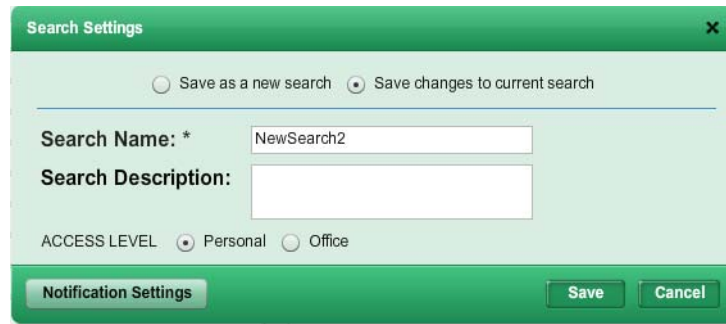 Search Settings
Save as a new search Save changes to current search
Search Name: * NewSearch2
Search Description:
ACCESS LEVEL Personal Office
Notification Settings Save Cancel